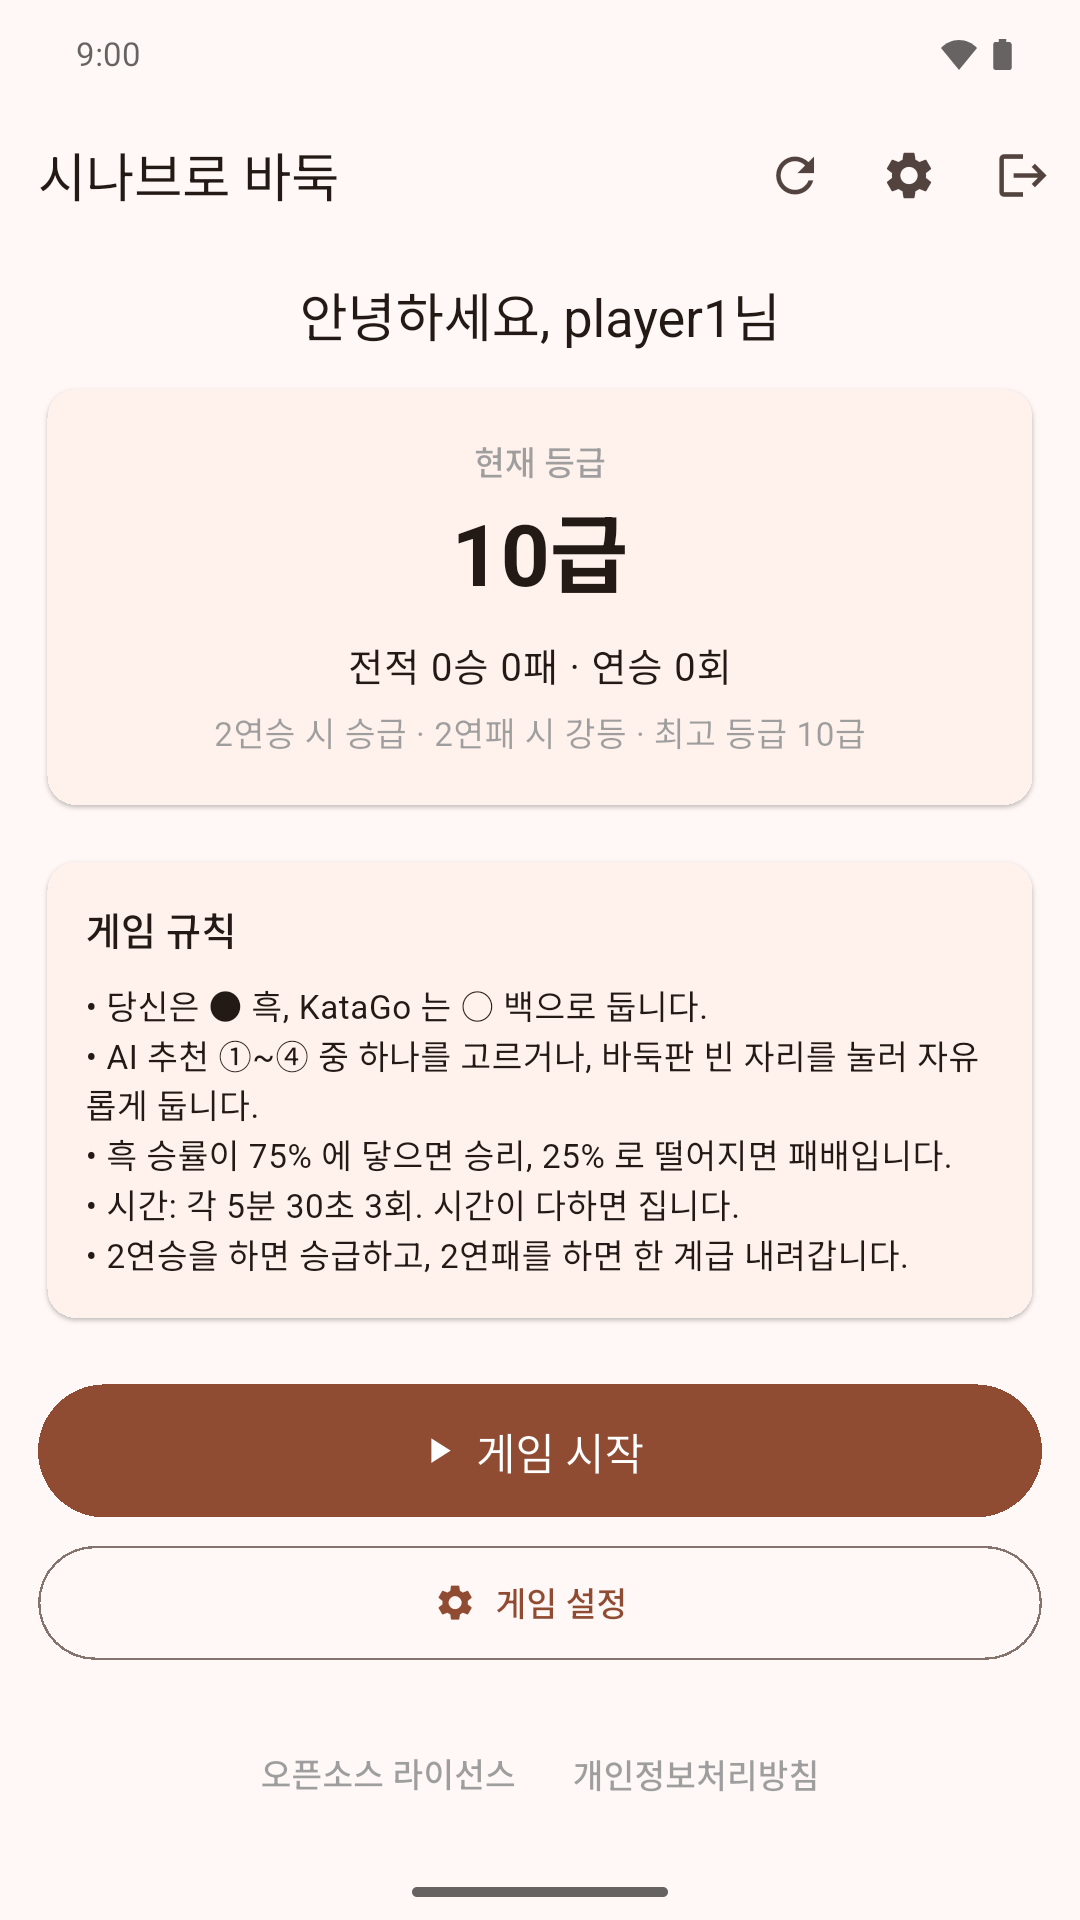 9:00
시나브로 바둑
안녕하세요, player1님
현재 등급
10급
전적 0승 0패 · 연승 0회
2연승 시 승급 · 2연패 시 강등 · 최고 등급 10급
게임 규칙
• 당신은 ● 흑, KataGo 는 ○ 백으로 둡니다.
• AI 추천 ①~④ 중 하나를 고르거나, 바둑판 빈 자리를 눌러 자유
롭게 둡니다.
• 흑 승률이 75% 에 닿으면 승리, 25% 로 떨어지면 패배입니다.
• 시간: 각 5분 30초 3회. 시간이 다하면 집니다.
• 2연승을 하면 승급하고, 2연패를 하면 한 계급 내려갑니다.
게임 시작
게임 설정
오픈소스 라이선스 개인정보처리방침